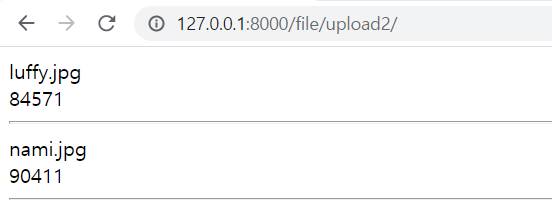 127.0.0.1:8000/file/upload2/
luffy.jpg
84571
nami.jpg
90411